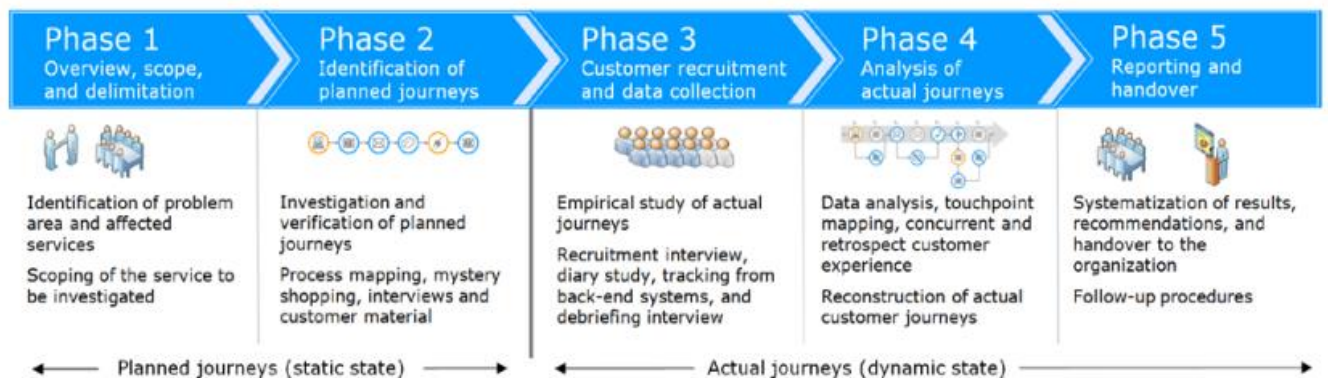 Phase 1
Overview, scope,
and delimitation
Phase 2
Identification of
planned journeys
Phase 3
Customer recruitment
and data collection
Phase 4
Analysis of
actual journeys
Phase 5
Reporting and
handover
Identification of problem
area and affected
services
Scoping of the service to
be investigated
Investigation and
verification of planned
journeys
Process mapping, mystery
shopping, interviews and
customer material
Empirical study of actual
journeys
Recruitment interview,
diary study, tracking from
back-end systems, and
debriefing interview
Data analysis, touchpoint
mapping, concurrent and
retrospect customer
experience
Reconstruction of actual
customer journeys
Systematization of results,
recommendations, and
handover to the
organization
Follow-up procedures
Planned journeys (static state)
Actual journeys (dynamic state)